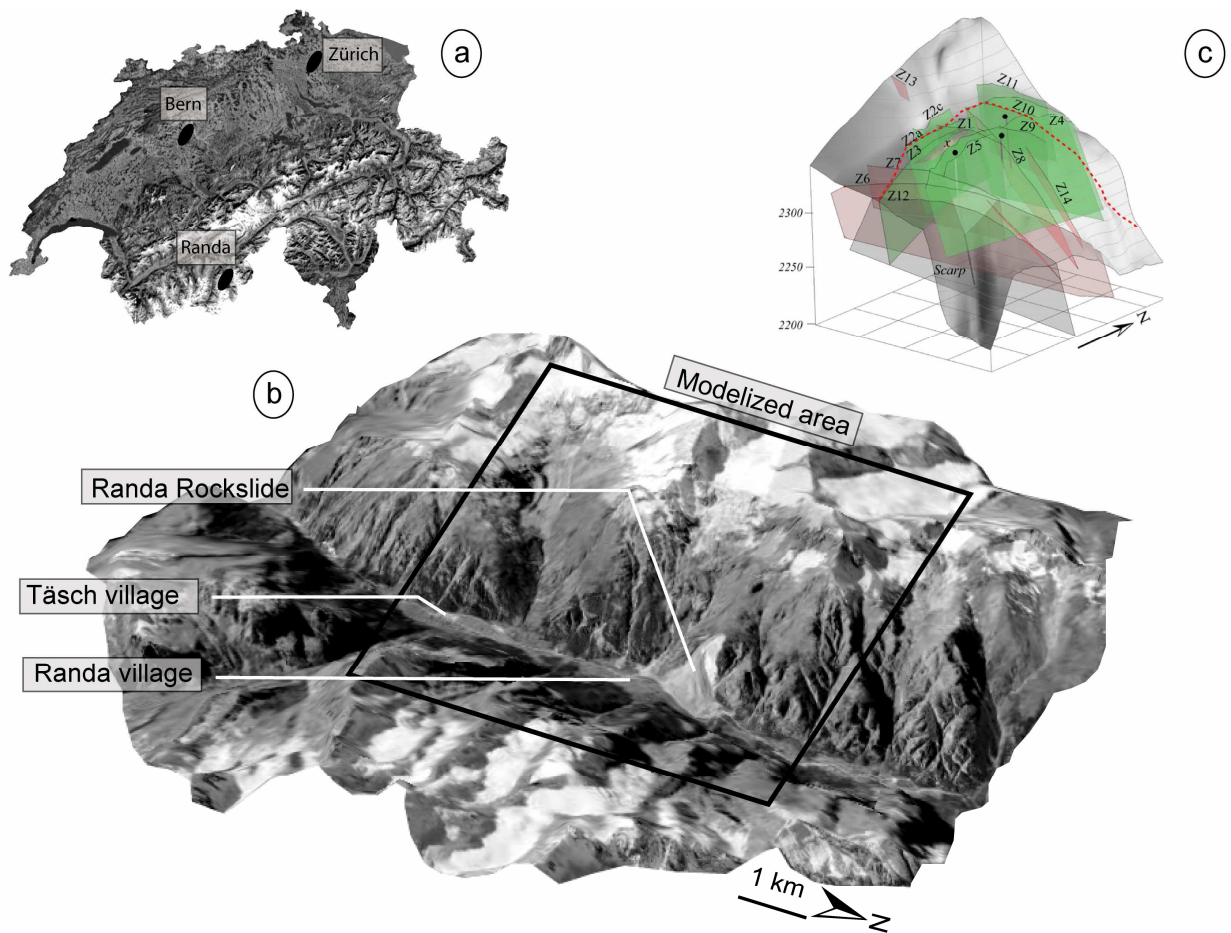 a
Zürich
Bern
Randa
c
Z13
Z11
Z2c
Z10
Z2a
Z1
Z4
Z9
Z3
x
Z5
Z7
Z8
Z6
Z12
Z14
2300
2250
Scarp
2200
N
b
Modelized area
Randa Rockslide
Täsch village
Randa village
1 km
N